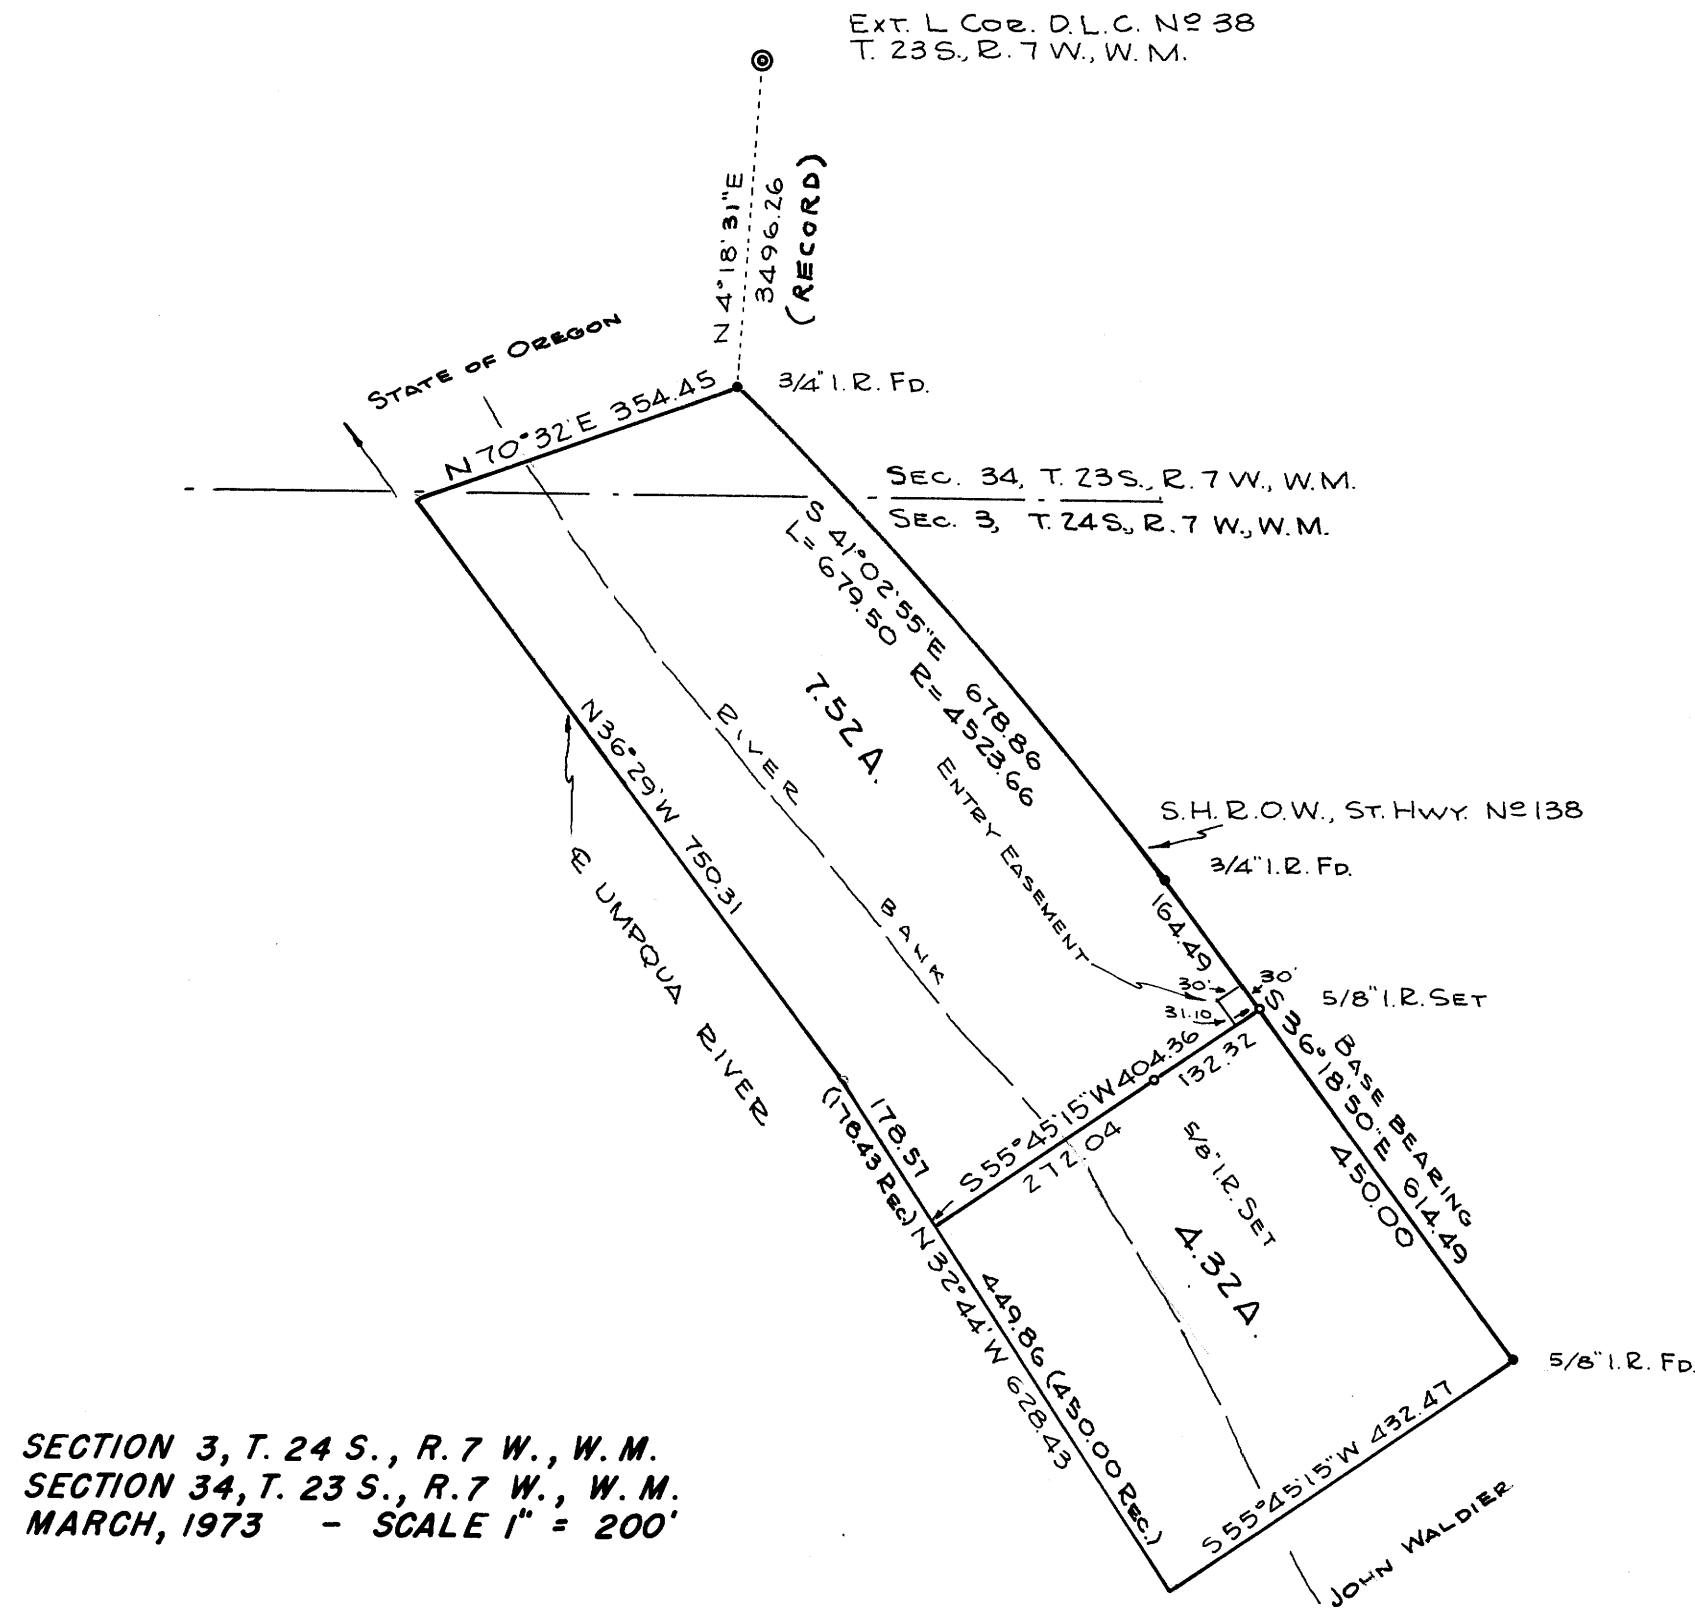 EXT. L COR. D.L.C. Nº 38
T. 23 S., R. 7 W., W. M.
N 4° 18' 31" E
3496.26
(RECORD)
STATE OF OREGON
N 70° 32' E 354.45
3/4" I. R. FD.
SEC. 34, T. 23 S., R. 7 W., W. M.
SEC. 3, T. 24 S., R. 7 W., W. M.
S 41° 02' 55" E 678.86
L = 679.50 R = 4523.66
7.52 A.
RIVER BANK
ENTRY EASEMENT
N 36° 29' W 750.31
℄ UMPQUA RIVER
S.H.R.O.W., ST. HWY. Nº 138
3/4" I. R. FD.
164.49
30'
30'
31.10
5/8" I. R. SET
S 36° 18' 50" E 614.49
BASE BEARING
450.00
S 55° 45' 15" W 404.36
132.32
272.04
5/8" I. R. SET
178.57
(178.43 REC.)
N 32° 44' W 628.43
449.86 (450.00 REC.)
4.32 A.
5/8" I. R. FD.
S 55° 45' 15" W 432.47
JOHN WALDIER
SECTION 3, T. 24 S., R. 7 W., W. M.
SECTION 34, T. 23 S., R. 7 W., W. M.
MARCH, 1973 - SCALE 1" = 200'